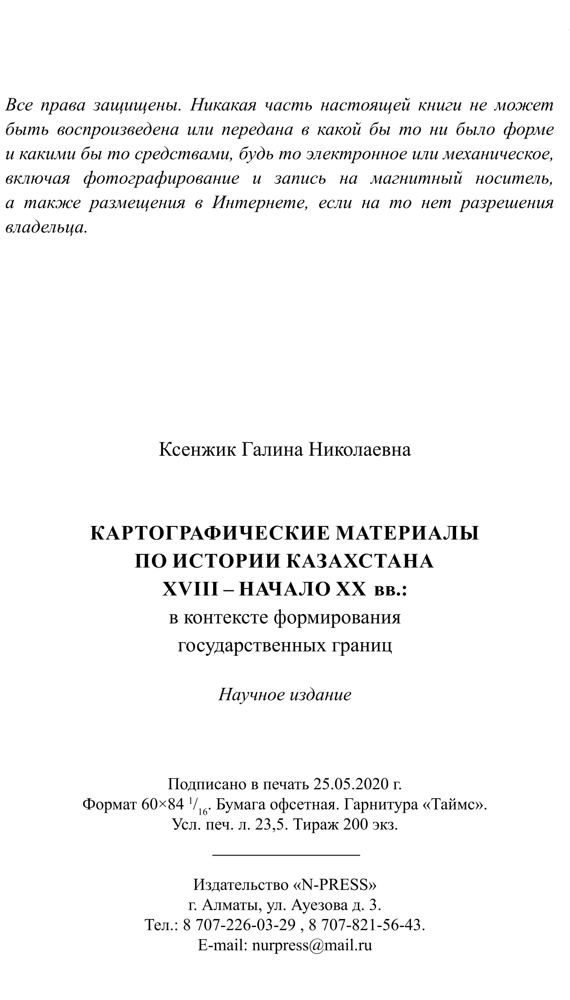 Все права защищены. Никакая часть настоящей книги не может
быть воспроизведена или передана в какой бы то ни было форме
и какими бы то средствами, будь то электронное или механическое,
включая фотографирование и запись на магнитный носитель,
а также размещения в Интернете, если на то нет разрешения
владельца.
Ксенжик Галина Николаевна
КАРТОГРАФИЧЕСКИЕ МАТЕРИАЛЫ
ПО ИСТОРИИ КАЗАХСТАНА
XVIII – НАЧАЛО XX вв.:
в контексте формирования
государственных границ
Научное издание
Подписано в печать 25.05.2020 г.
Формат 60×84 1/16. Бумага офсетная. Гарнитура «Таймс».
Усл. печ. л. 23,5. Тираж 200 экз.
Издательство «N-PRESS»
г. Алматы, ул. Ауезова д. 3.
Тел.: 8 707-226-03-29 , 8 707-821-56-43.
E-mail: nurpress@mail.ru